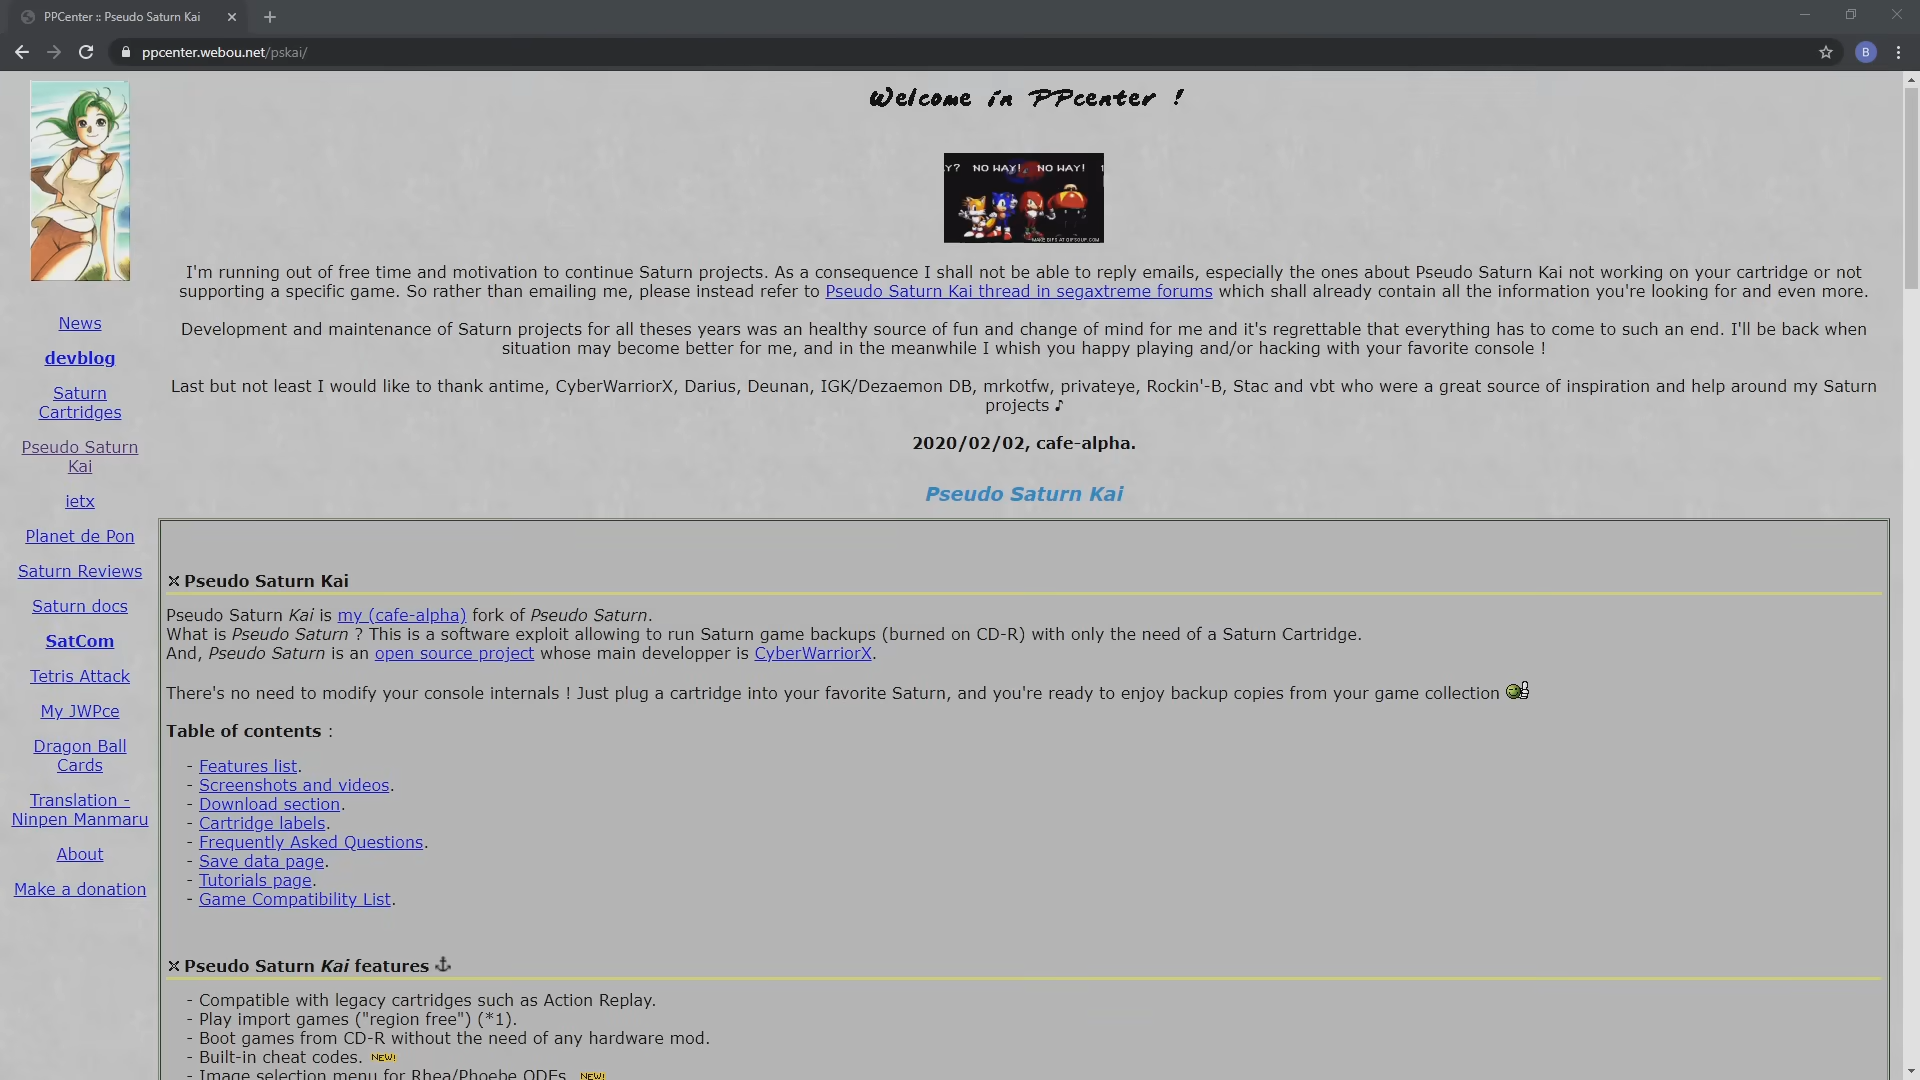 PPCenter :: Pseudo Saturn Kai
ppcenter.webou.net/pskai/
B
Welcome in PPcenter !
Y? NO WAY! NO WAY!
MAKE GIFS AT GIFSOUP.COM
I'm running out of free time and motivation to continue Saturn projects. As a consequence I shall not be able to reply emails, especially the ones about Pseudo Saturn Kai not working on your cartridge or not
supporting a specific game. So rather than emailing me, please instead refer to Pseudo Saturn Kai thread in segaxtreme forums which shall already contain all the information you're looking for and even more.
Development and maintenance of Saturn projects for all theses years was an healthy source of fun and change of mind for me and it's regrettable that everything has to come to such an end. I'll be back when
situation may become better for me, and in the meanwhile I whish you happy playing and/or hacking with your favorite console !
Last but not least I would like to thank antime, CyberWarriorX, Darius, Deunan, IGK/Dezaemon DB, mrkotfw, privateye, Rockin'-B, Stac and vbt who were a great source of inspiration and help around my Saturn
projects ♪
2020/02/02, cafe-alpha.
News
devblog
Saturn
Cartridges
Pseudo Saturn
Kai
ietx
Planet de Pon
Saturn Reviews
Saturn docs
SatCom
Tetris Attack
My JWPce
Dragon Ball
Cards
Translation -
Ninpen Manmaru
About
Make a donation
Pseudo Saturn Kai
Pseudo Saturn Kai
Pseudo Saturn Kai is my (cafe-alpha) fork of Pseudo Saturn.
What is Pseudo Saturn ? This is a software exploit allowing to run Saturn game backups (burned on CD-R) with only the need of a Saturn Cartridge.
And, Pseudo Saturn is an open source project whose main developper is CyberWarriorX.
There's no need to modify your console internals ! Just plug a cartridge into your favorite Saturn, and you're ready to enjoy backup copies from your game collection
Table of contents :
- Features list.
- Screenshots and videos.
- Download section.
- Cartridge labels.
- Frequently Asked Questions.
- Save data page.
- Tutorials page.
- Game Compatibility List.
Pseudo Saturn Kai features
- Compatible with legacy cartridges such as Action Replay.
- Play import games ("region free") (*1).
- Boot games from CD-R without the need of any hardware mod.
- Built-in cheat codes. NEW!
- Image selection menu for Rhea/Phoebe ODEs. NEW!